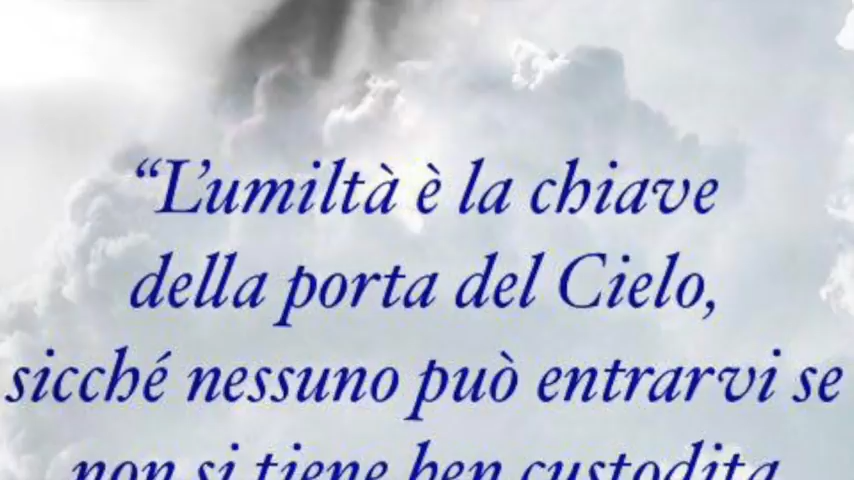 “L’umiltà è la chiave
della porta del Cielo,
sicché nessuno può entrarvi se
non si tiene ben custodita